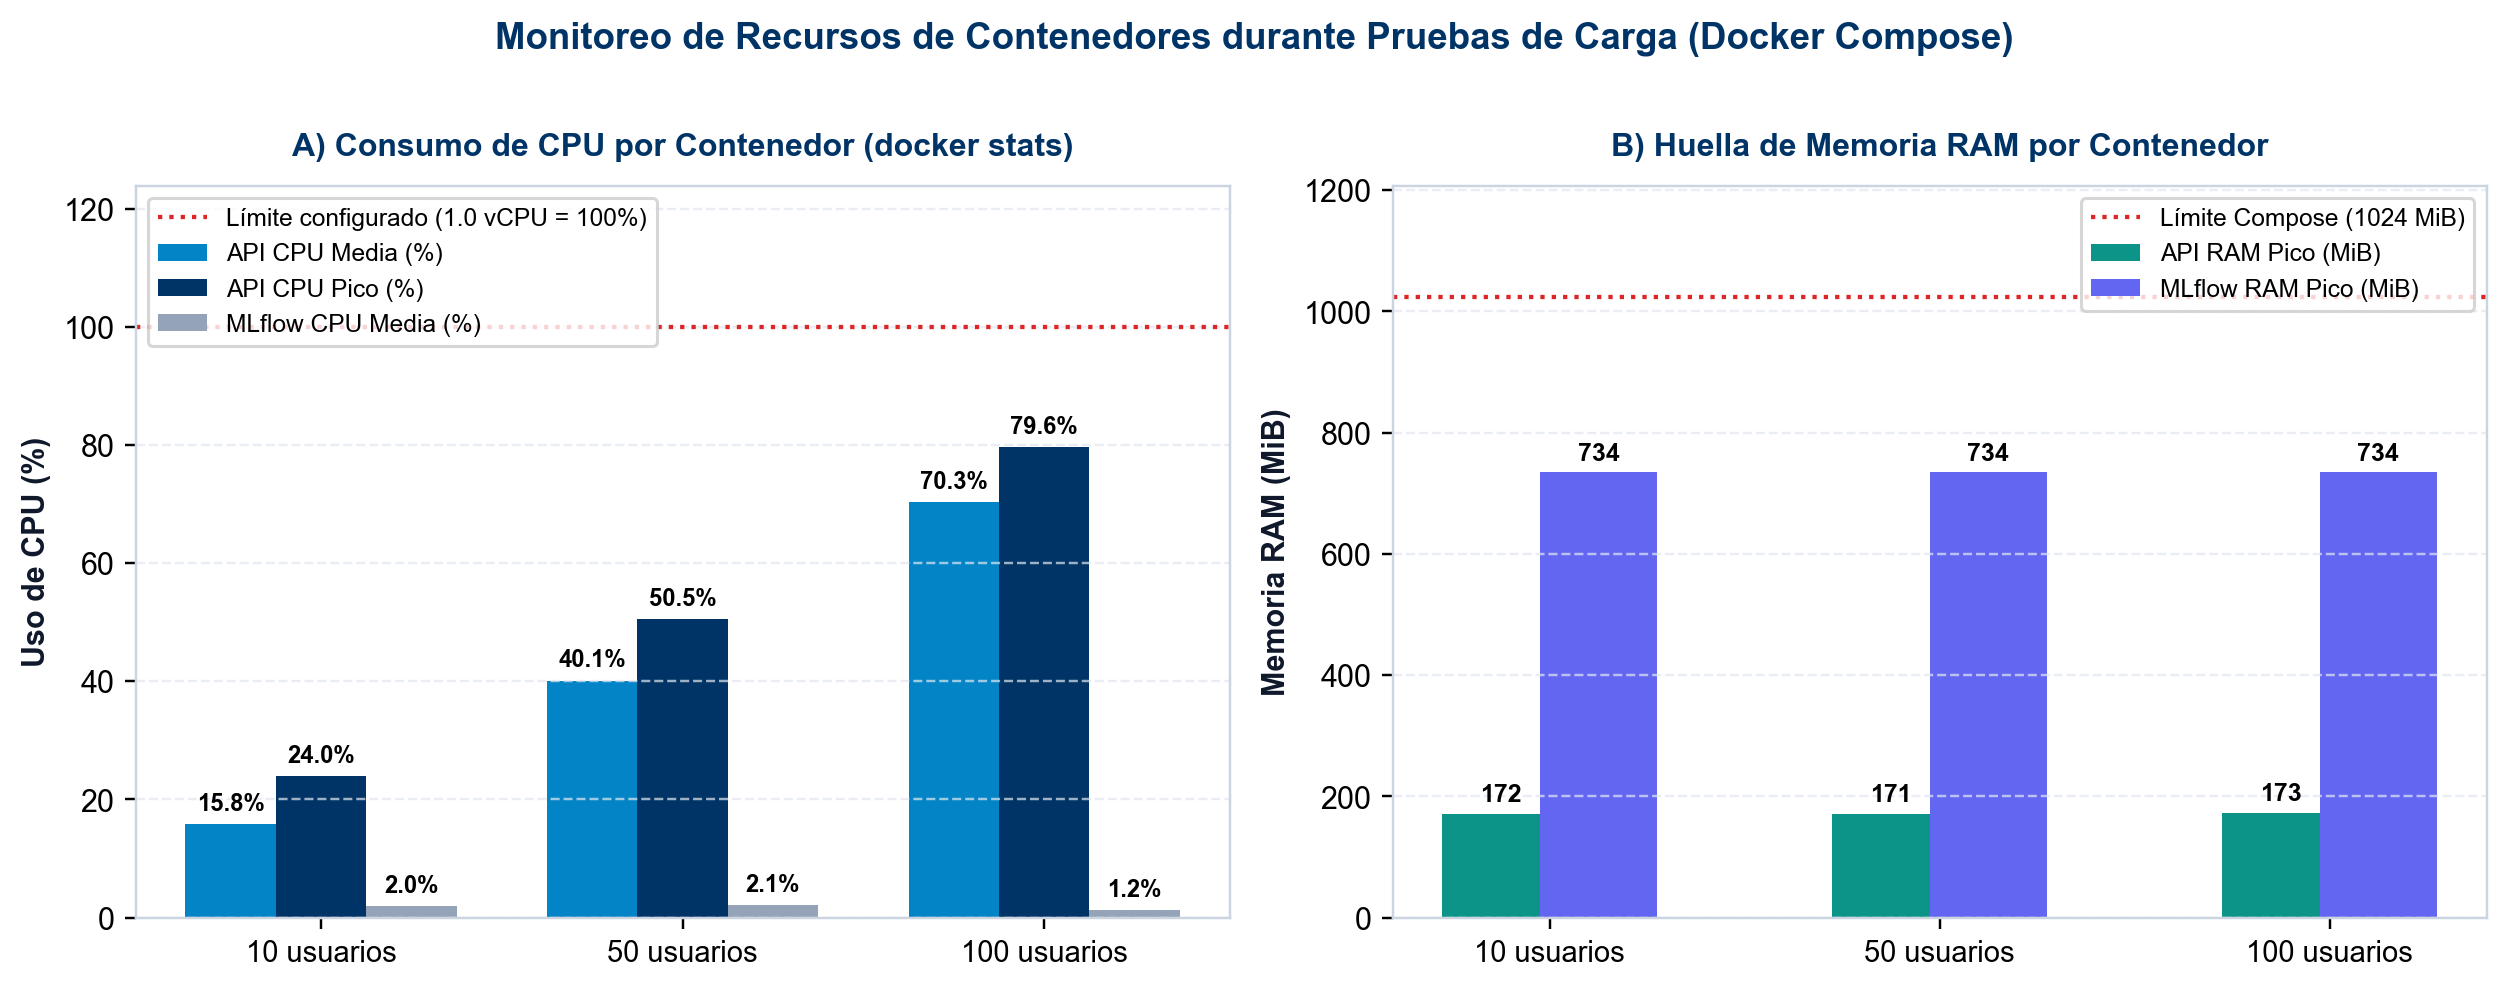 Monitoreo de Recursos de Contenedores durante Pruebas de Carga (Docker Compose)
A) Consumo de CPU por Contenedor (docker stats)
Uso de CPU (%)
120
100
80
60
40
20
0
Límite configurado (1.0 vCPU = 100%)
API CPU Media (%)
API CPU Pico (%)
MLflow CPU Media (%)
15.8%
24.0%
2.0%
40.1%
50.5%
2.1%
70.3%
79.6%
1.2%
10 usuarios
50 usuarios
100 usuarios
B) Huella de Memoria RAM por Contenedor
Memoria RAM (MiB)
1200
1000
800
600
400
200
0
Límite Compose (1024 MiB)
API RAM Pico (MiB)
MLflow RAM Pico (MiB)
172
734
171
734
173
734
10 usuarios
50 usuarios
100 usuarios